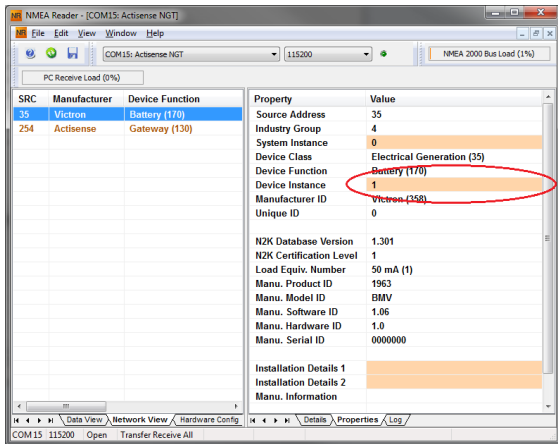 NMEA Reader - [COM15: Actisense NGT]
File Edit View Window Help
COM15: Actisense NGT 115200 NMEA 2000 Bus Load (1%)
PC Receive Load (0%)
SRC Manufacturer Device Function
35 Victron Battery (170)
254 Actisense Gateway (130)
Property Value
Source Address 35
Industry Group 4
System Instance 0
Device Class Electrical Generation (35)
Device Function Battery (170)
Device Instance 1
Manufacturer ID Victron (358)
Unique ID 0
N2K Database Version 1.301
N2K Certification Level 1
Load Equiv. Number 50 mA (1)
Manu. Product ID 1963
Manu. Model ID BMV
Manu. Software ID 1.06
Manu. Hardware ID 1.0
Manu. Serial ID 0000000
Installation Details 1
Installation Details 2
Manu. Information
Data View Network View Hardware Config
Details Properties Log
COM 15 115200 Open Transfer Receive All